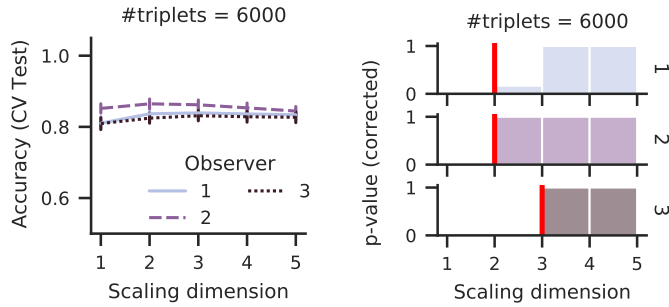 #triplets = 6000
Accuracy (CV Test)
1.0
0.8
0.6
Observer
1
3
2
1 2 3 4 5
Scaling dimension
#triplets = 6000
p-value (corrected)
1
0
1
1
0
2
1
0
3
1 2 3 4 5
Scaling dimension